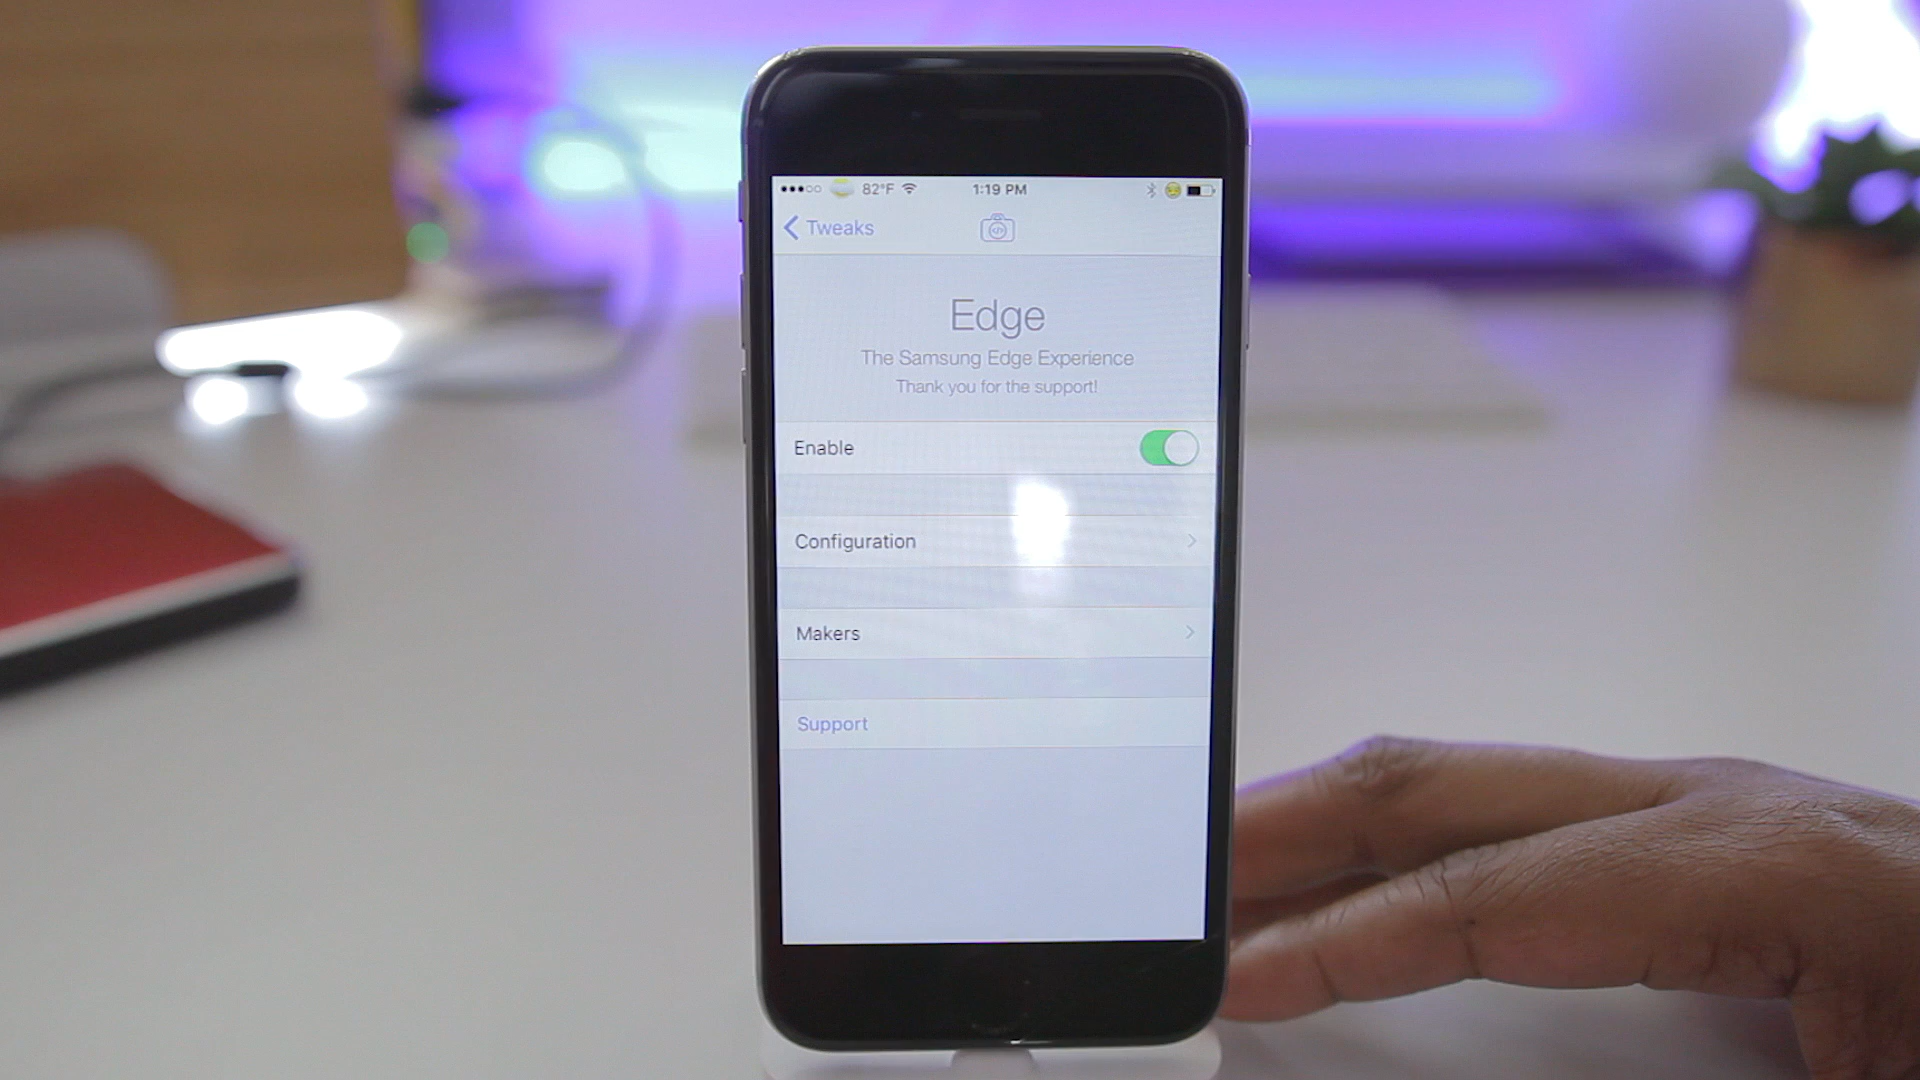 82°F 1:19 PM
Tweaks
Edge
The Samsung Edge Experience
Thank you for the support!
Enable
Configuration
Makers
Support